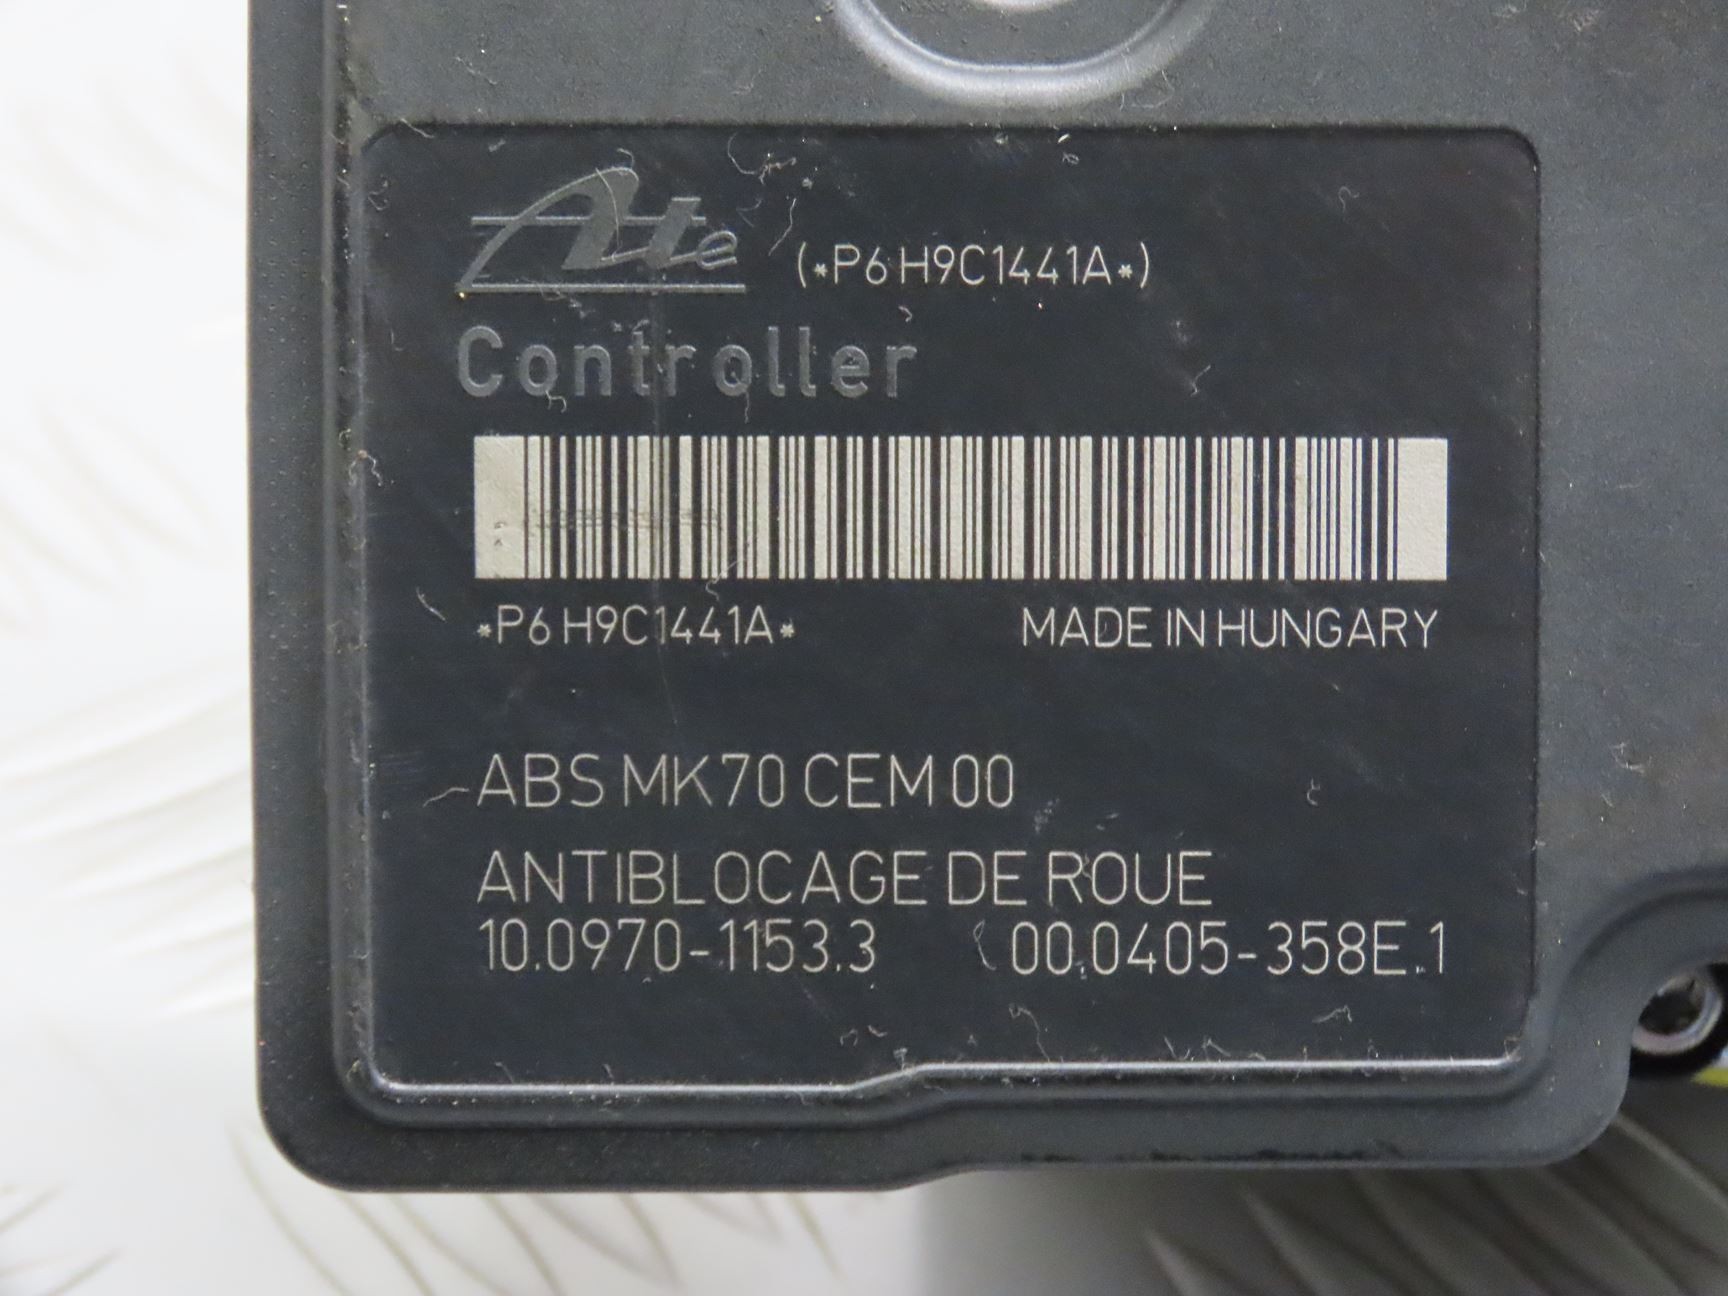 Ate (*P6 H9C1441A*)
Controller
*P6 H9C1441A* MADE IN HUNGARY
ABS MK70 CEM 00
ANTIBLOCAGE DE ROUE
10.0970-1153.3 00.0405-358E.1